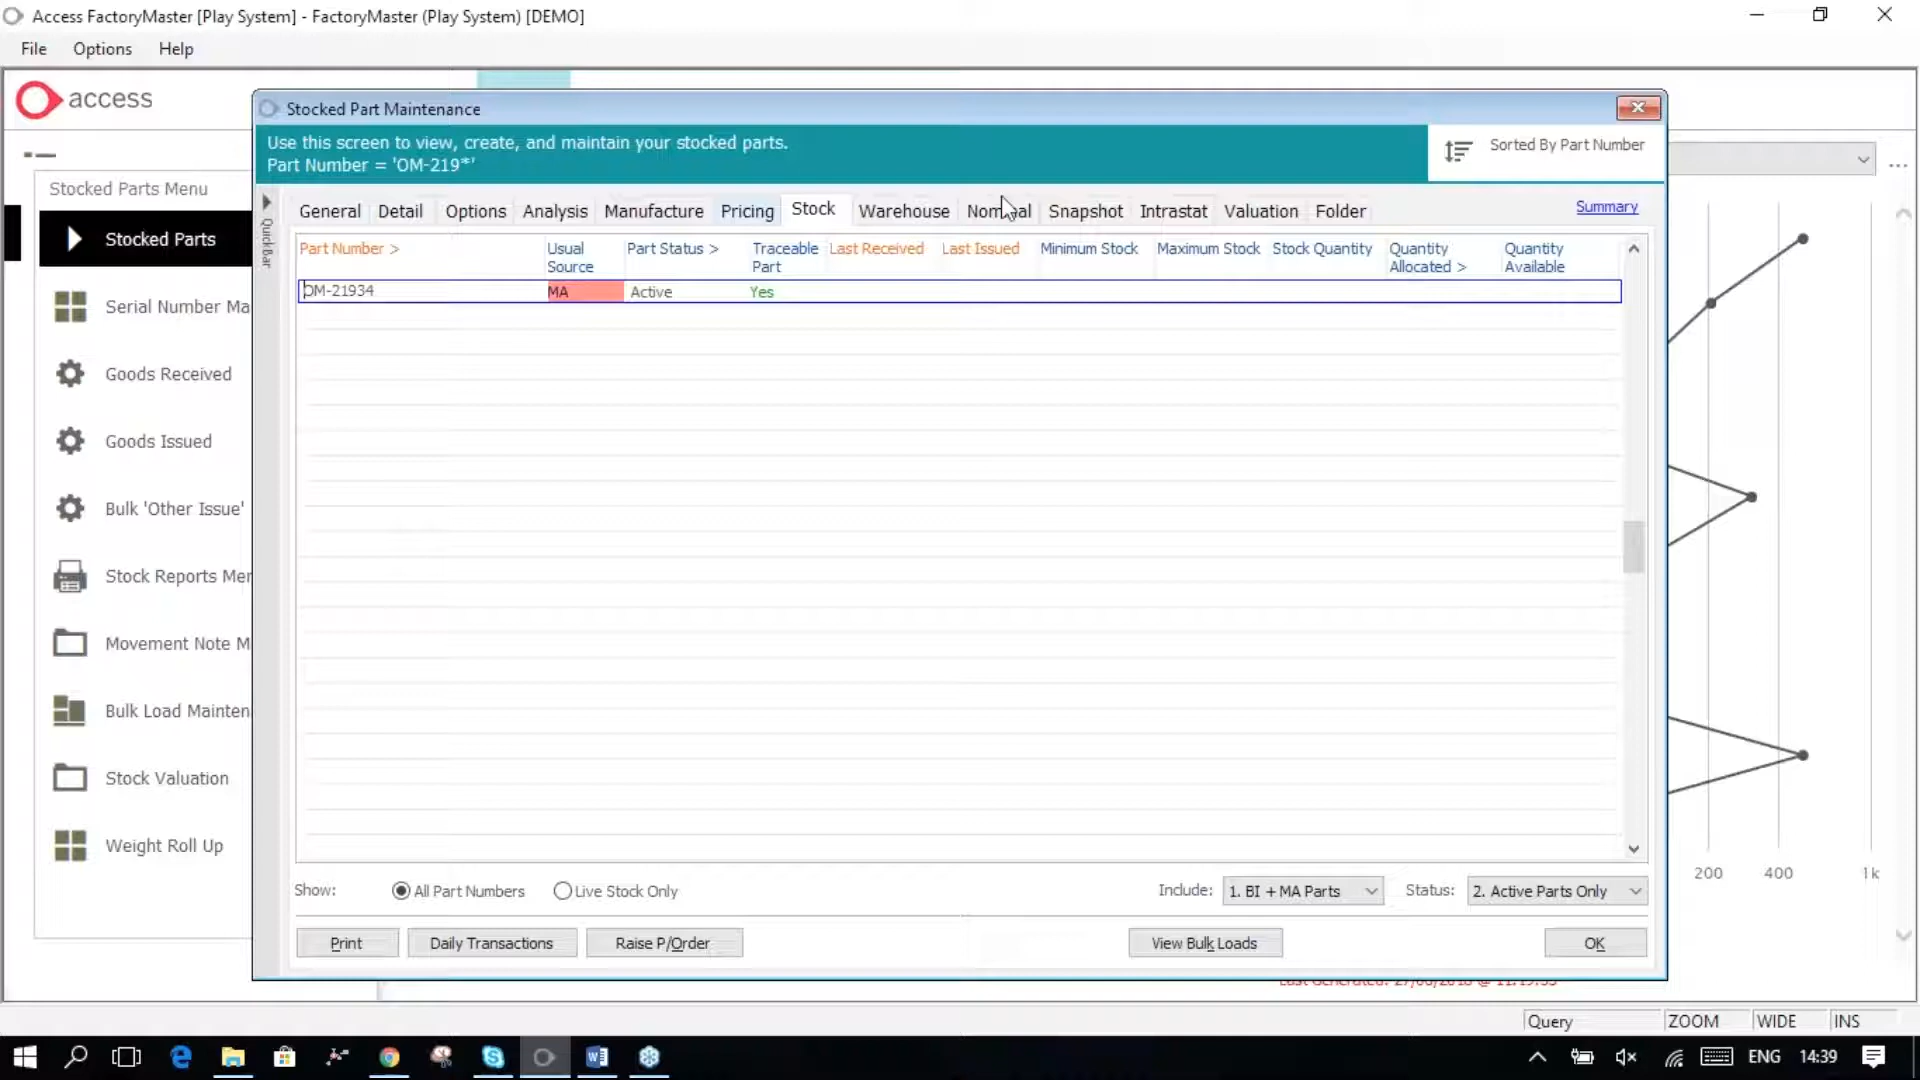 Access FactoryMaster [Play System] - FactoryMaster (Play System) [DEMO]
File Options Help
access
Stocked Parts Menu
Stocked Parts
Serial Number Ma
Goods Received
Goods Issued
Bulk 'Other Issue'
Stock Reports Mer
Movement Note M
Bulk Load Mainten
Stock Valuation
Weight Roll Up
Stocked Part Maintenance
Use this screen to view, create, and maintain your stocked parts.
Part Number = 'OM-219*'
Sorted By Part Number
QuickBar
General Detail Options Analysis Manufacture Pricing Stock Warehouse Nominal Snapshot Intrastat Valuation Folder Summary
Part Number > Usual Source Part Status > Traceable Part Last Received Last Issued Minimum Stock Maximum Stock Stock Quantity Quantity Allocated > Quantity Available
OM-21934 MA Active Yes
Show: All Part Numbers Live Stock Only Include: 1. BI + MA Parts Status: 2. Active Parts Only
Print Daily Transactions Raise P/Order View Bulk Loads OK
200 400 1k
Query ZOOM WIDE INS
ENG 14:39